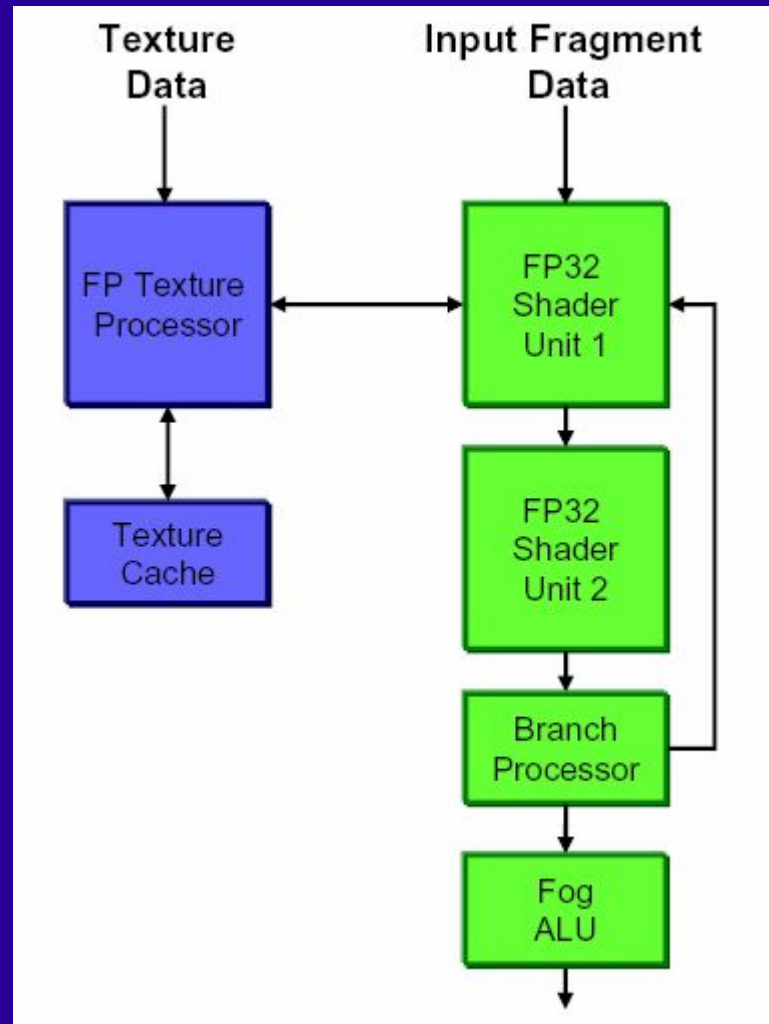 Texture
Data
Input Fragment
Data
FP Texture
Processor
FP32
Shader
Unit 1
Texture
Cache
FP32
Shader
Unit 2
Branch
Processor
Fog
ALU